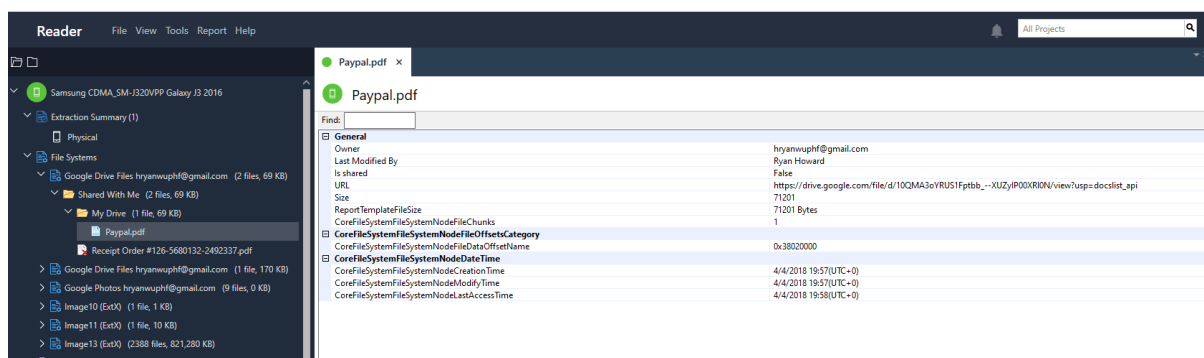 Reader File View Tools Report Help
All Projects
Paypal.pdf ×
Samsung CDMA_SM-J320VPP Galaxy J3 2016
Extraction Summary (1)
Physical
File Systems
Google Drive Files hryanwuphf@gmail.com (2 files, 69 KB)
Shared With Me (2 files, 69 KB)
My Drive (1 file, 69 KB)
Paypal.pdf
Receipt Order #126-5680132-2492337.pdf
Google Drive Files hryanwuphf@gmail.com (1 file, 170 KB)
Google Photos hryanwuphf@gmail.com (9 files, 0 KB)
Image10 (ExtX) (1 file, 1 KB)
Image11 (ExtX) (1 file, 10 KB)
Image13 (ExtX) (2388 files, 821,280 KB)
Paypal.pdf
Find:
General
Owner hryanwuphf@gmail.com
Last Modified By Ryan Howard
Is shared False
URL https://drive.google.com/file/d/10QMA3oYRUS1Fptbb_--XUZyIP00XRI0N/view?usp=docslist_api
Size 71201
ReportTemplateFileSize 71201 Bytes
CoreFileSystemFileSystemNodeFileChunks 1
CoreFileSystemFileSystemNodeFileOffsetsCategory
CoreFileSystemFileSystemNodeFileDataOffsetName 0x38020000
CoreFileSystemFileSystemNodeDateTime
CoreFileSystemFileSystemNodeCreationTime 4/4/2018 19:57(UTC+0)
CoreFileSystemFileSystemNodeModifyTime 4/4/2018 19:57(UTC+0)
CoreFileSystemFileSystemNodeLastAccessTime 4/4/2018 19:58(UTC+0)